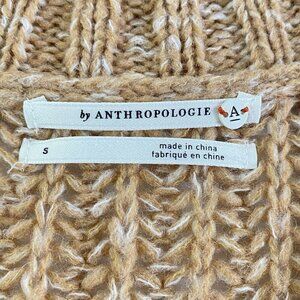 by ANTHROPOLOGIE A
S
made in china
fabriqué en chine